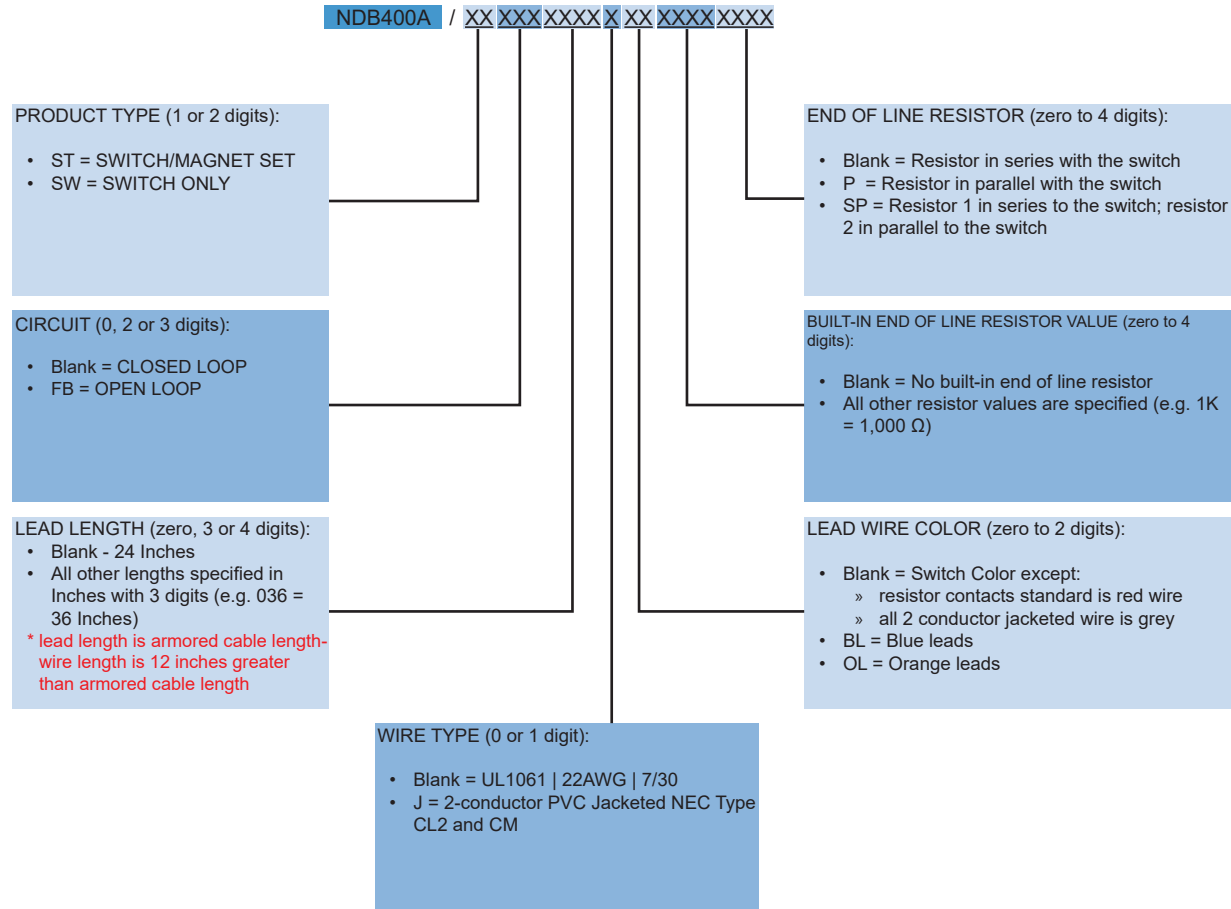 NDB400A / XX XXX XXXX X XX XXXX XXXX
PRODUCT TYPE (1 or 2 digits):
• ST = SWITCH/MAGNET SET
• SW = SWITCH ONLY
CIRCUIT (0, 2 or 3 digits):
• Blank = CLOSED LOOP
• FB = OPEN LOOP
LEAD LENGTH (zero, 3 or 4 digits):
• Blank - 24 Inches
• All other lengths specified in
Inches with 3 digits (e.g. 036 =
36 Inches)
* lead length is armored cable length-
wire length is 12 inches greater
than armored cable length
WIRE TYPE (0 or 1 digit):
• Blank = UL1061 | 22AWG | 7/30
• J = 2-conductor PVC Jacketed NEC Type
CL2 and CM
END OF LINE RESISTOR (zero to 4 digits):
• Blank = Resistor in series with the switch
• P = Resistor in parallel with the switch
• SP = Resistor 1 in series to the switch; resistor
2 in parallel to the switch
BUILT-IN END OF LINE RESISTOR VALUE (zero to 4
digits):
• Blank = No built-in end of line resistor
• All other resistor values are specified (e.g. 1K
= 1,000 Ω)
LEAD WIRE COLOR (zero to 2 digits):
• Blank = Switch Color except:
» resistor contacts standard is red wire
» all 2 conductor jacketed wire is grey
• BL = Blue leads
• OL = Orange leads